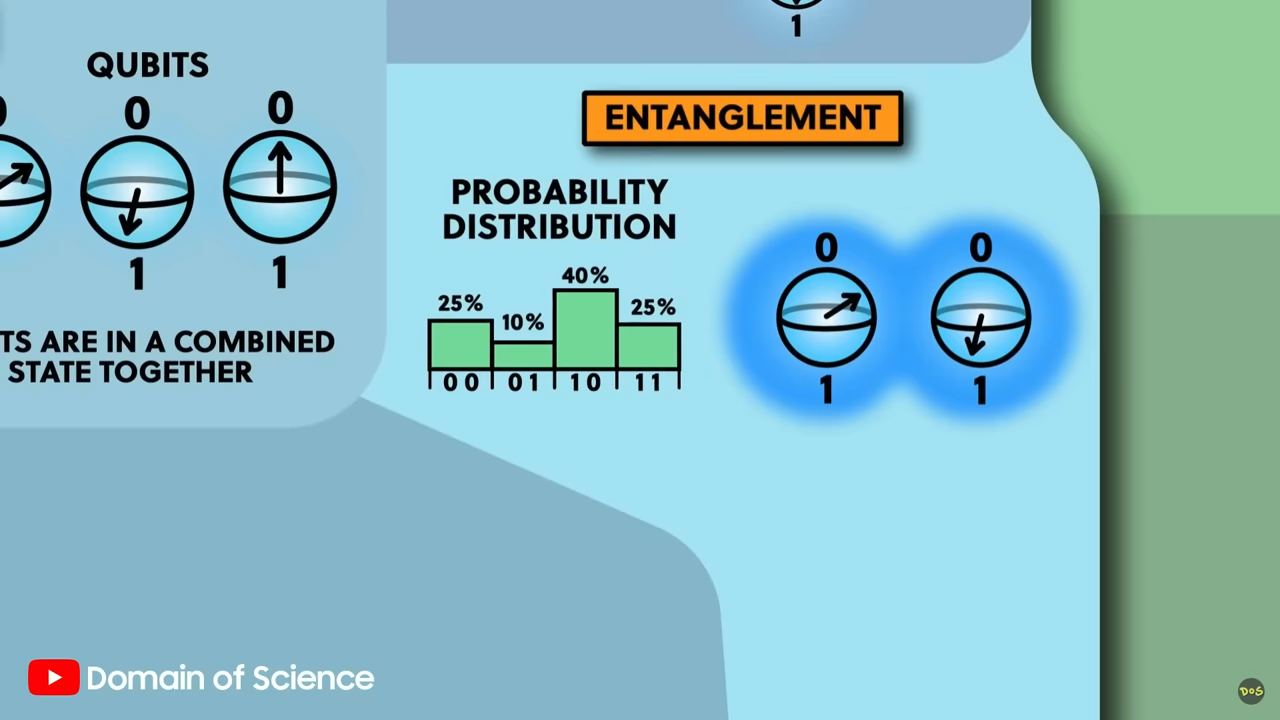 QUBITS
0
0
0
1
1
TS ARE IN A COMBINED
STATE TOGETHER
1
ENTANGLEMENT
PROBABILITY
DISTRIBUTION
25%
10%
40%
25%
00
01
10
11
0
0
1
1
Domain of Science
DoS